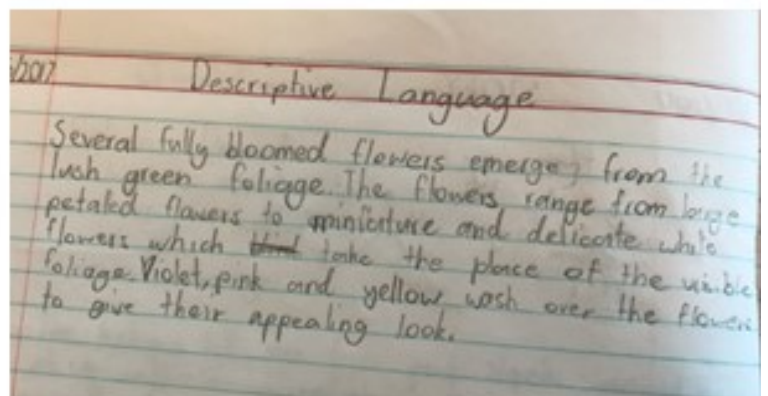 /2017
Descriptive Language
Several fully bloomed flowers emerge, from the
lush green foliage. The flowers range from large
petaled flowers to miniature and delicate while
flowers which take the place of the visible
foliage. Violet, pink and yellow wash over the flowers
to give their appealing look.